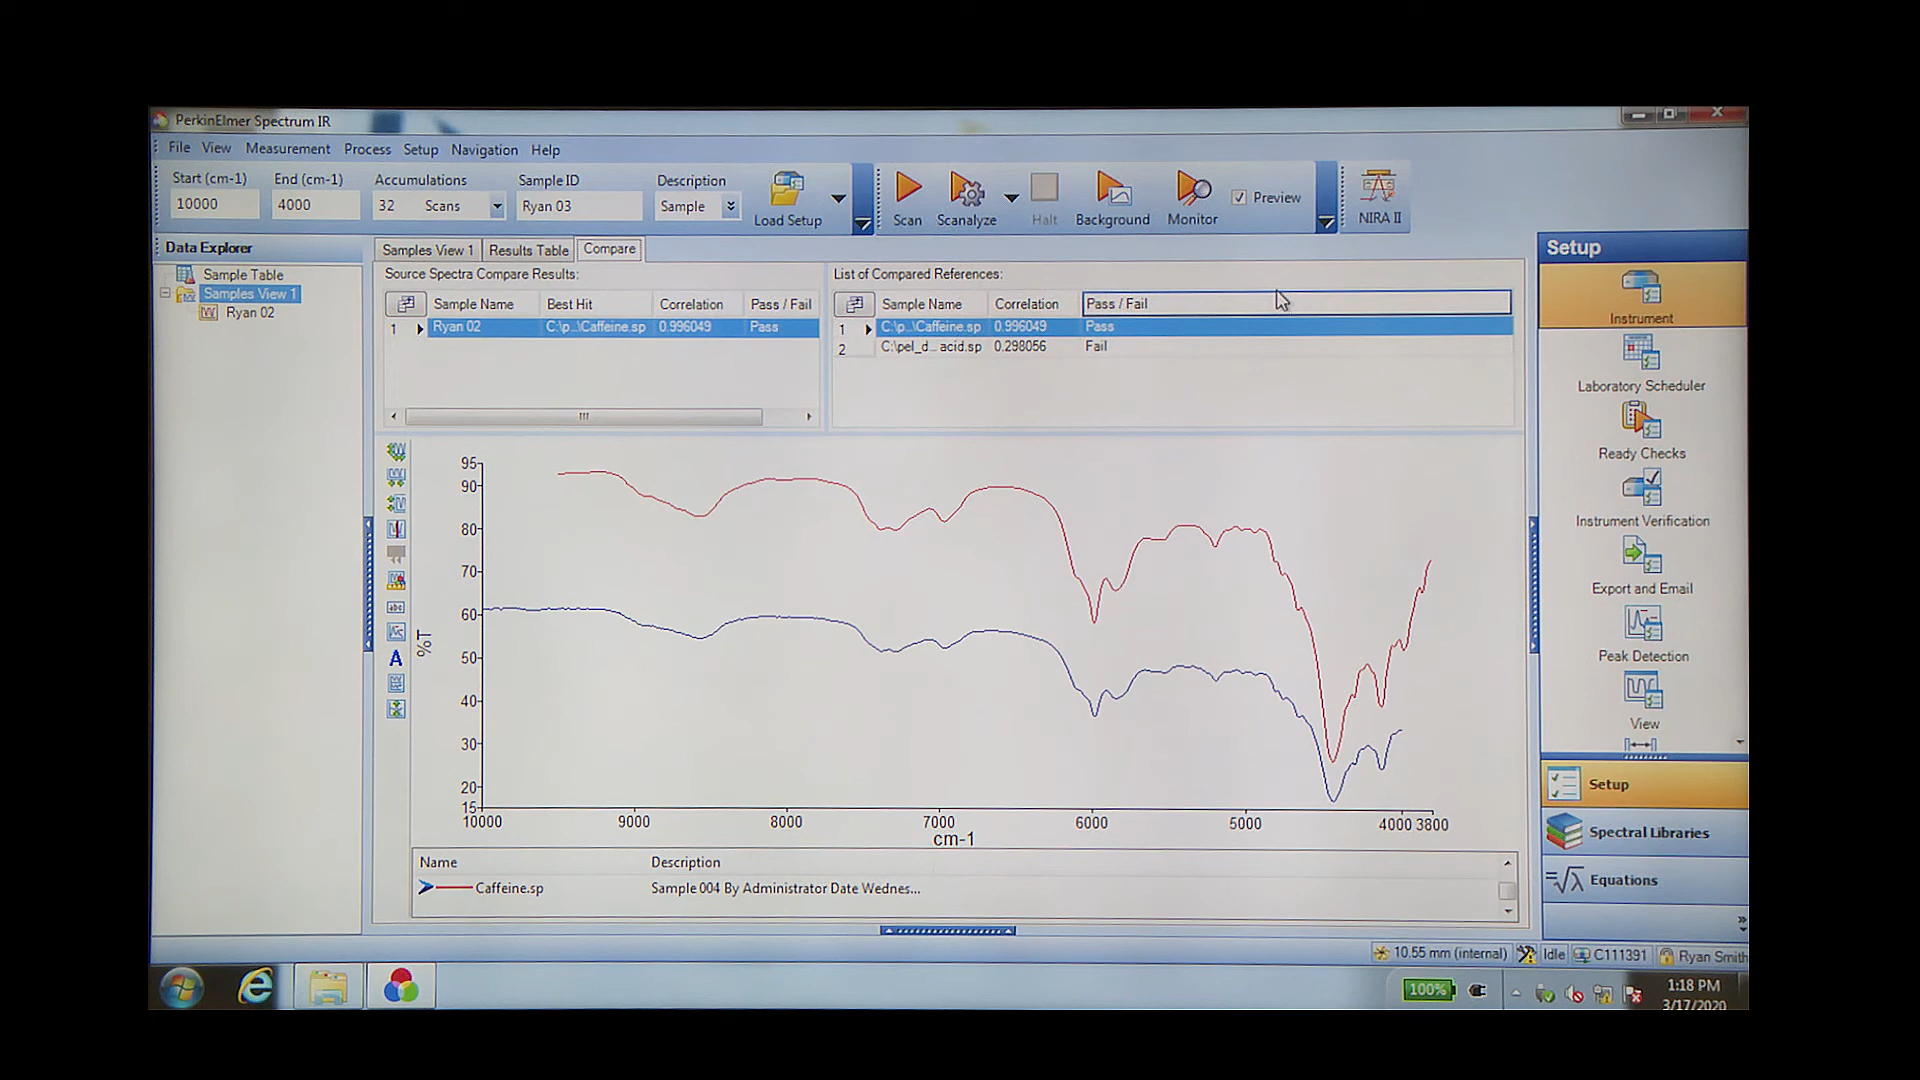 PerkinElmer Spectrum IR
File View Measurement Process Setup Navigation Help
Start (cm-1) End (cm-1) Accumulations Sample ID Description
10000 4000 32 Scans Ryan 03 Sample
Load Setup Scan Scanalyze Halt Background Monitor Preview NIRA II
Data Explorer
Sample Table
Samples View 1
Ryan 02
Samples View 1 Results Table Compare
Source Spectra Compare Results:
Sample Name Best Hit Correlation Pass / Fail
1 Ryan 02 C:\p...\Caffeine.sp 0.996049 Pass
List of Compared References:
Sample Name Correlation Pass / Fail
1 C:\p...\Caffeine.sp 0.996049 Pass
2 C:\pel_d... acid.sp 0.298056 Fail
abc
A
95
90
80
70
60
50
40
30
20
15
%T
10000 9000 8000 7000 6000 5000 4000 3800
cm-1
Name Description
Caffeine.sp Sample 004 By Administrator Date Wednes...
Setup
Instrument
Laboratory Scheduler
Ready Checks
Instrument Verification
Export and Email
Peak Detection
View
Setup
Spectral Libraries
Equations
10.55 mm (internal) Idle C111391 Ryan Smith
100%
1:18 PM
3/17/2020